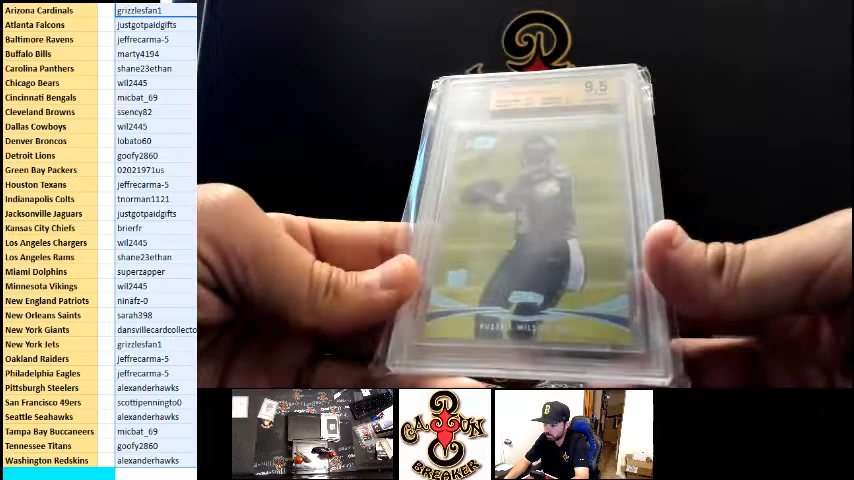 Arizona Cardinals grizzlesfan1
Atlanta Falcons justgotpaidgifts
Baltimore Ravens jeffrecarma-5
Buffalo Bills marty4194
Carolina Panthers shane23ethan
Chicago Bears wil2445
Cincinnati Bengals micbat_69
Cleveland Browns ssency82
Dallas Cowboys wil2445
Denver Broncos lobato60
Detroit Lions goofy2860
Green Bay Packers 02021971us
Houston Texans jeffrecarma-5
Indianapolis Colts tnorman1121
Jacksonville Jaguars justgotpaidgifts
Kansas City Chiefs brierfr
Los Angeles Chargers wil2445
Los Angeles Rams shane23ethan
Miami Dolphins superzapper
Minnesota Vikings wil2445
New England Patriots ninafz-0
New Orleans Saints sarah398
New York Giants dansvillecardcollecto
New York Jets grizzlesfan1
Oakland Raiders jeffrecarma-5
Philadelphia Eagles jeffrecarma-5
Pittsburgh Steelers alexanderhawks
San Francisco 49ers scottipenningto0
Seattle Seahawks alexanderhawks
Tampa Bay Buccaneers micbat_69
Tennessee Titans goofy2860
Washington Redskins alexanderhawks
9.5
RUSSELL WILSON
CAJUN
BREAKER